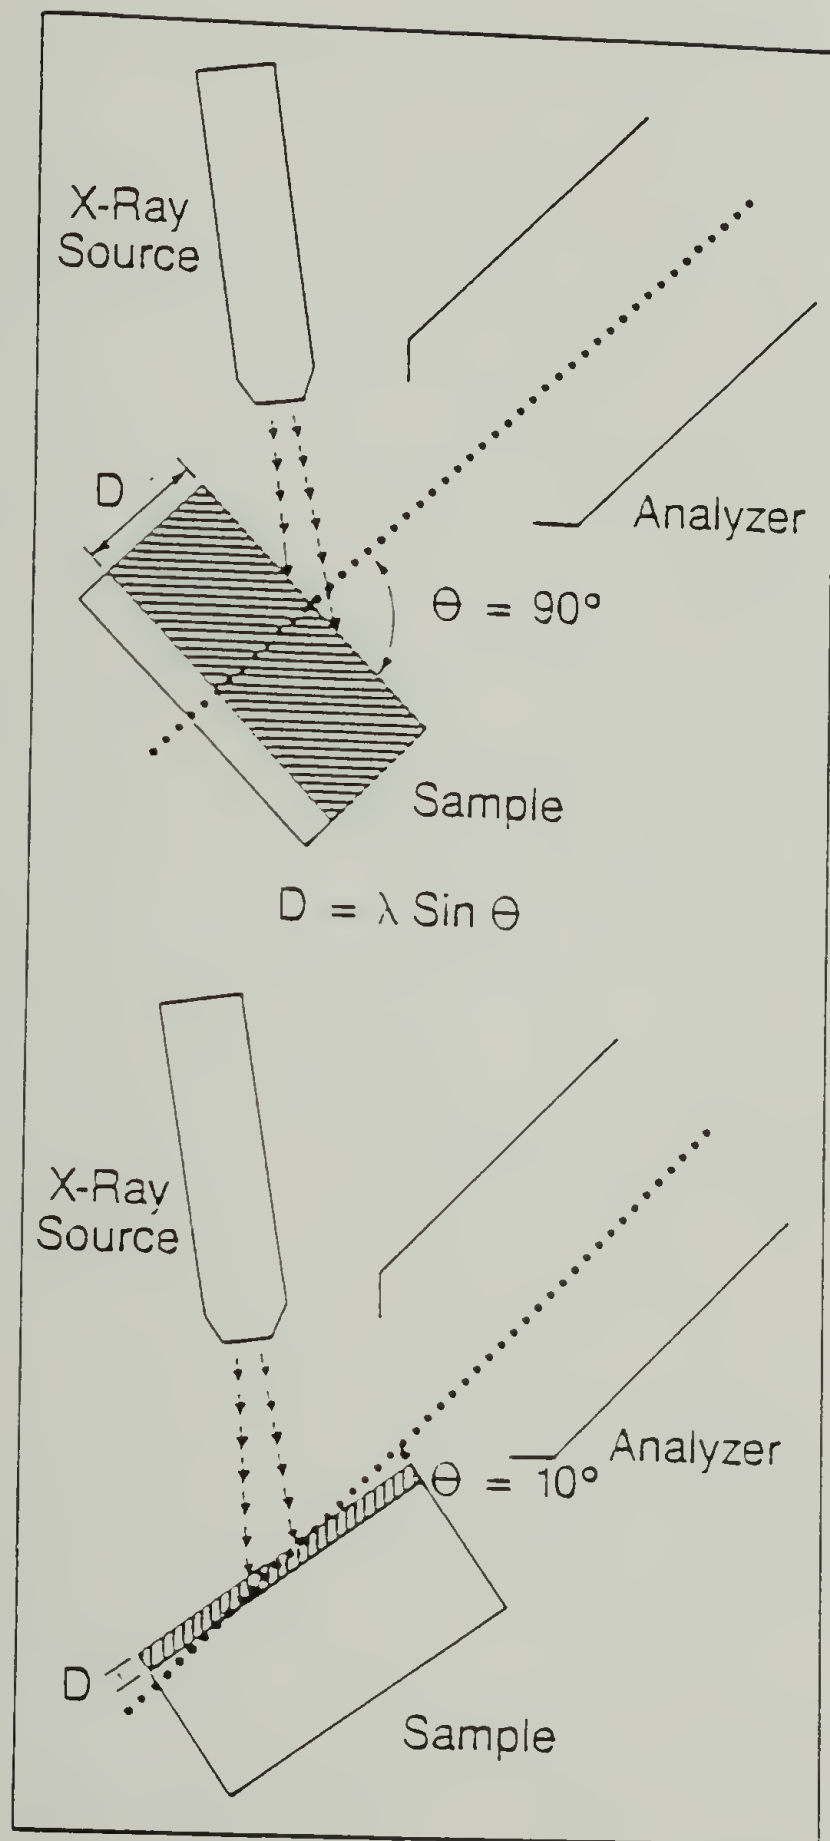 X-Ray
Source
D
Analyzer
Θ = 90°
Sample
D = λ Sin Θ
X-Ray
Source
Analyzer
Θ = 10°
D
Sample